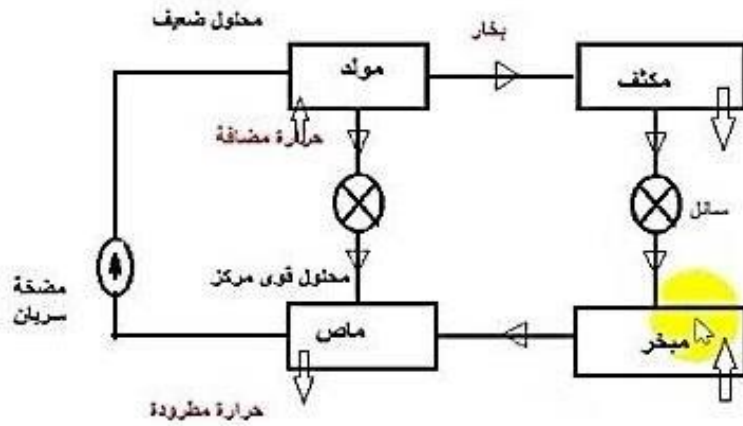 محلول ضعيف
بخار
مولد
مكثف
حرارة مضافة
سائل
محلول قوى مركز
مضخة
سريان
ماص
مبخر
حرارة مطرودة